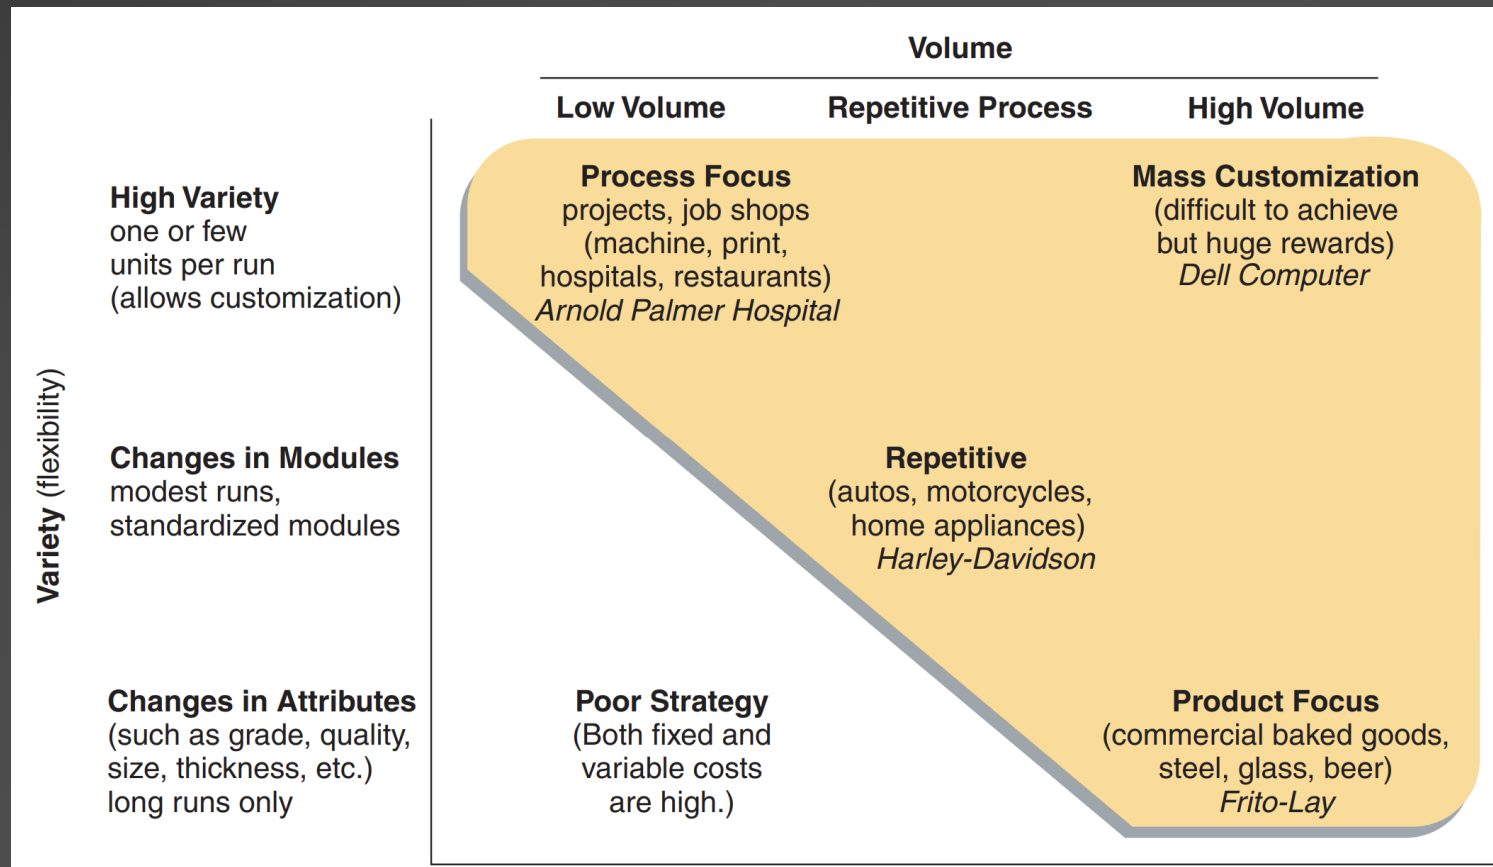 Volume
Low Volume
Repetitive Process
High Volume
Variety (flexibility)
High Variety
one or few
units per run
(allows customization)
Process Focus
projects, job shops
(machine, print,
hospitals, restaurants)
Arnold Palmer Hospital
Mass Customization
(difficult to achieve
but huge rewards)
Dell Computer
Changes in Modules
modest runs,
standardized modules
Repetitive
(autos, motorcycles,
home appliances)
Harley-Davidson
Changes in Attributes
(such as grade, quality,
size, thickness, etc.)
long runs only
Poor Strategy
(Both fixed and
variable costs
are high.)
Product Focus
(commercial baked goods,
steel, glass, beer)
Frito-Lay